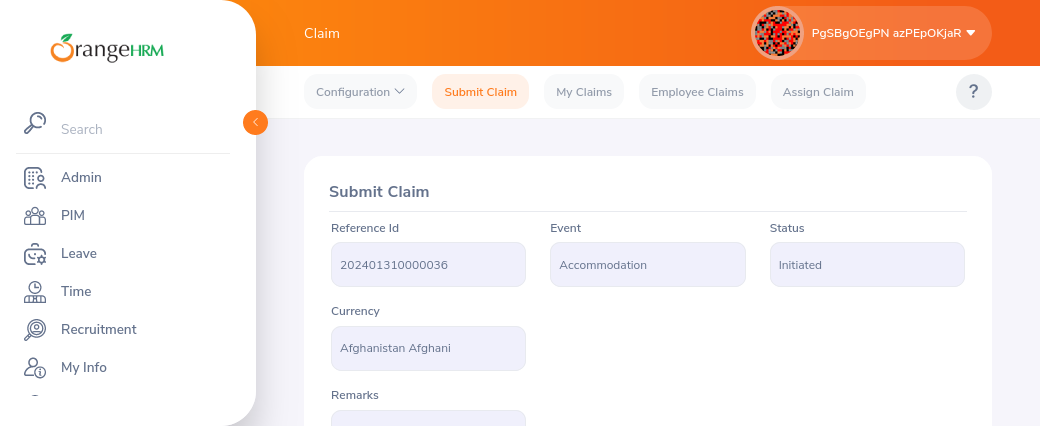 OrangeHRM
Search
Admin
PIM
Leave
Time
Recruitment
My Info
Claim
PgSBgOEgPN azPEpOKjaR
Configuration
Submit Claim
My Claims
Employee Claims
Assign Claim
?
Submit Claim
Reference Id
Event
Status
202401310000036
Accommodation
Initiated
Currency
Afghanistan Afghani
Remarks